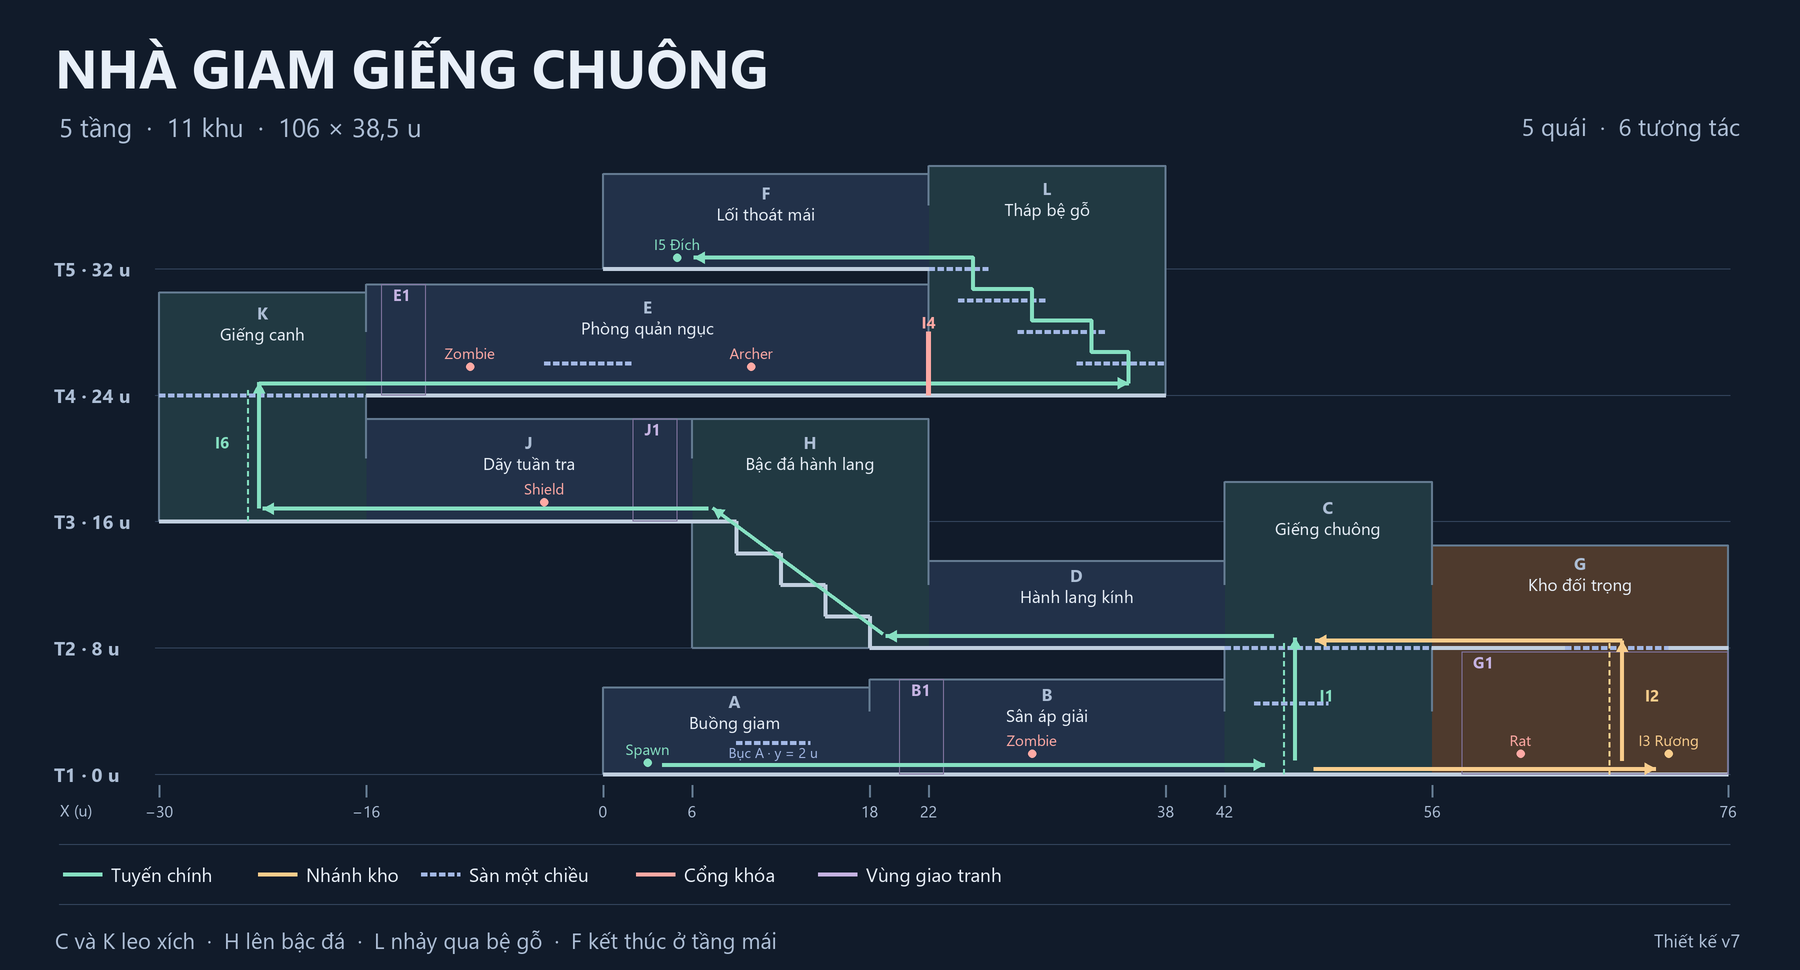 NHÀ GIAM GIẾNG CHUÔNG
5 tầng · 11 khu · 106 × 38,5 u
5 quái · 6 tương tác
F
Lối thoát mái
I5 Đích
L
Tháp bệ gỗ
T5 · 32 u
K
Giếng canh
E1
E
Phòng quản ngục
Zombie
Archer
I4
T4 · 24 u
I6
J
Dãy tuần tra
Shield
J1
H
Bậc đá hành lang
T3 · 16 u
C
Giếng chuông
D
Hành lang kính
G
Kho đối trọng
T2 · 8 u
A
Buồng giam
Spawn
Bục A · y = 2 u
B1
B
Sân áp giải
Zombie
I1
G1
Rat
I2
I3 Rương
T1 · 0 u
X (u)
−30
−16
0
6
18
22
38
42
56
76
Tuyến chính
Nhánh kho
Sàn một chiều
Cổng khóa
Vùng giao tranh
C và K leo xích · H lên bậc đá · L nhảy qua bệ gỗ · F kết thúc ở tầng mái
Thiết kế v7